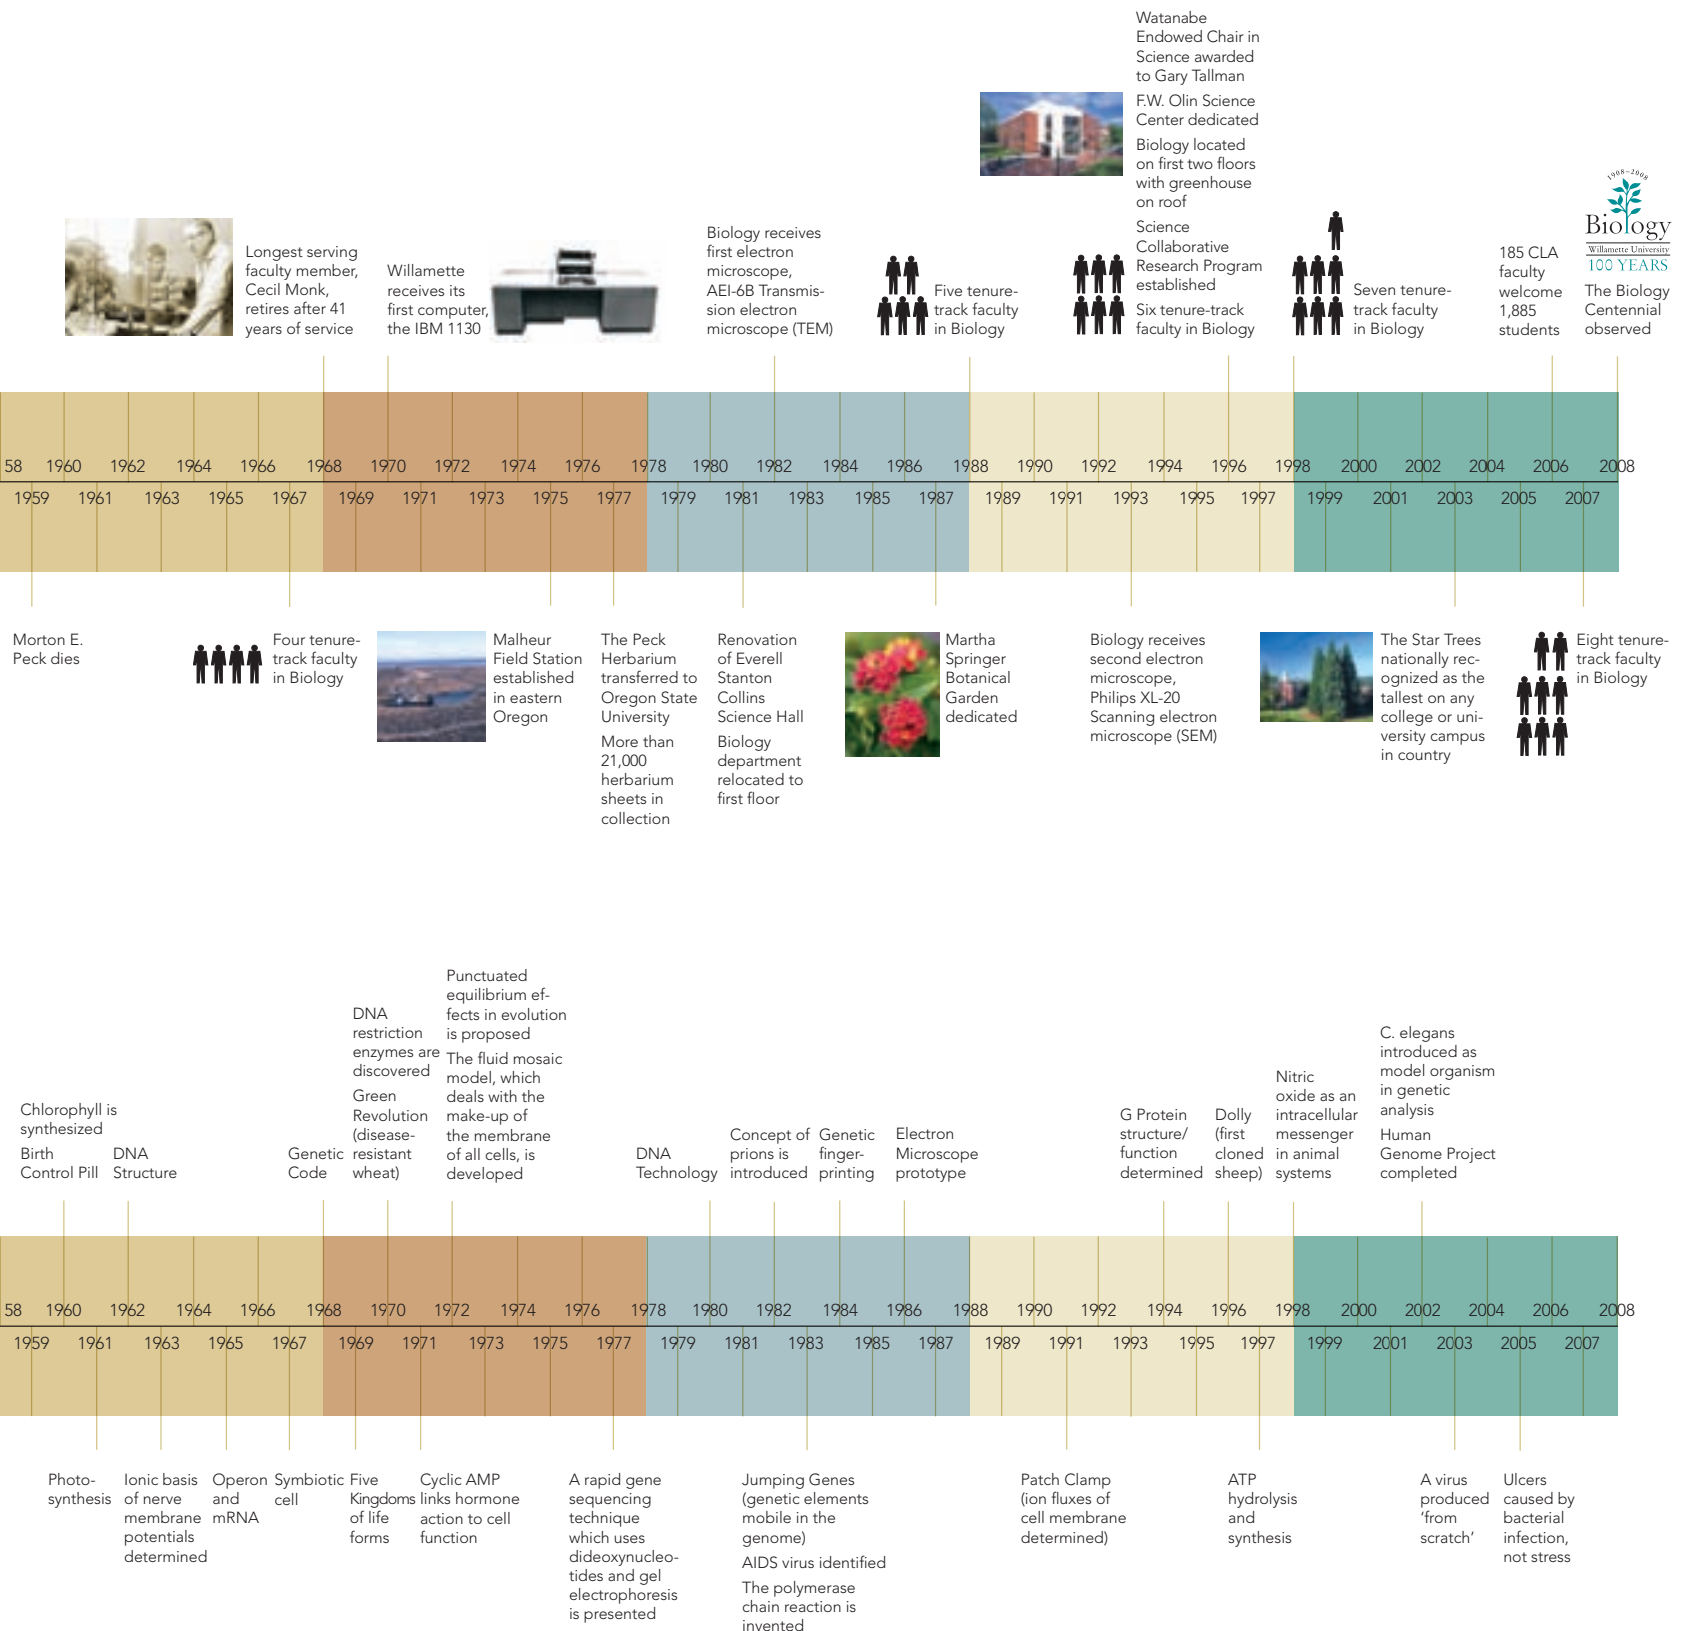 Watanabe
Endowed Chair in
Science awarded
to Gary Tallman
F.W. Olin Science
Center dedicated
Biology located
on first two floors
with greenhouse
on roof
Science
Collaborative
Research Program
established
Six tenure-track
faculty in Biology
Longest serving
faculty member,
Cecil Monk,
retires after 41
years of service
Willamette
receives its
first computer,
the IBM 1130
Biology receives
first electron
microscope,
AEI-6B Transmis-
sion electron
microscope (TEM)
Five tenure-
track faculty
in Biology
Seven tenure-
track faculty
in Biology
185 CLA
faculty
welcome
1,885
students
1908–2008
Biology
Willamette University
100 YEARS
The Biology
Centennial
observed
58 1960 1962 1964 1966 1968 1970 1972 1974 1976 1978 1980 1982 1984 1986 1988 1990 1992 1994 1996 1998 2000 2002 2004 2006 2008
1959 1961 1963 1965 1967 1969 1971 1973 1975 1977 1979 1981 1983 1985 1987 1989 1991 1993 1995 1997 1999 2001 2003 2005 2007
Morton E.
Peck dies
Four tenure-
track faculty
in Biology
Malheur
Field Station
established
in eastern
Oregon
The Peck
Herbarium
transferred to
Oregon State
University
More than
21,000
herbarium
sheets in
collection
Renovation
of Everell
Stanton
Collins
Science Hall
Biology
department
relocated to
first floor
Martha
Springer
Botanical
Garden
dedicated
Biology receives
second electron
microscope,
Philips XL-20
Scanning electron
microscope (SEM)
The Star Trees
nationally rec-
ognized as the
tallest on any
college or uni-
versity campus
in country
Eight tenure-
track faculty
in Biology
Chlorophyll is
synthesized
Birth
Control Pill
DNA
Structure
Genetic
Code
DNA
restriction
enzymes are
discovered
Green
Revolution
(disease-
resistant
wheat)
Punctuated
equilibrium ef-
fects in evolution
is proposed
The fluid mosaic
model, which
deals with the
make-up of
the membrane
of all cells, is
developed
DNA
Technology
Concept of
prions is
introduced
Genetic
finger-
printing
Electron
Microscope
prototype
G Protein
structure/
function
determined
Dolly
(first
cloned
sheep)
Nitric
oxide as an
intracellular
messenger
in animal
systems
C. elegans
introduced as
model organism
in genetic
analysis
Human
Genome Project
completed
58 1960 1962 1964 1966 1968 1970 1972 1974 1976 1978 1980 1982 1984 1986 1988 1990 1992 1994 1996 1998 2000 2002 2004 2006 2008
1959 1961 1963 1965 1967 1969 1971 1973 1975 1977 1979 1981 1983 1985 1987 1989 1991 1993 1995 1997 1999 2001 2003 2005 2007
Photo-
synthesis
Ionic basis
of nerve
membrane
potentials
determined
Operon
and
mRNA
Symbiotic
cell
Five
Kingdoms
of life
forms
Cyclic AMP
links hormone
action to cell
function
A rapid gene
sequencing
technique
which uses
dideoxynucleo-
tides and gel
electrophoresis
is presented
Jumping Genes
(genetic elements
mobile in the
genome)
AIDS virus identified
The polymerase
chain reaction is
invented
Patch Clamp
(ion fluxes of
cell membrane
determined)
ATP
hydrolysis
and
synthesis
A virus
produced
‘from
scratch’
Ulcers
caused by
bacterial
infection,
not stress